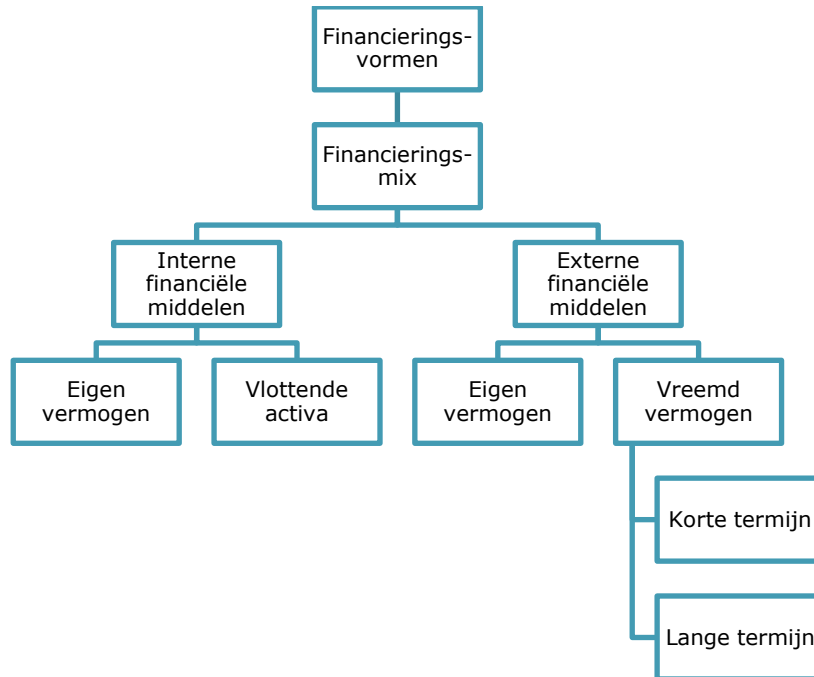 Financierings-
vormen
Financierings-
mix
Interne
financiële
middelen
Externe
financiële
middelen
Eigen
vermogen
Vlottende
activa
Eigen
vermogen
Vreemd
vermogen
Korte termijn
Lange termijn